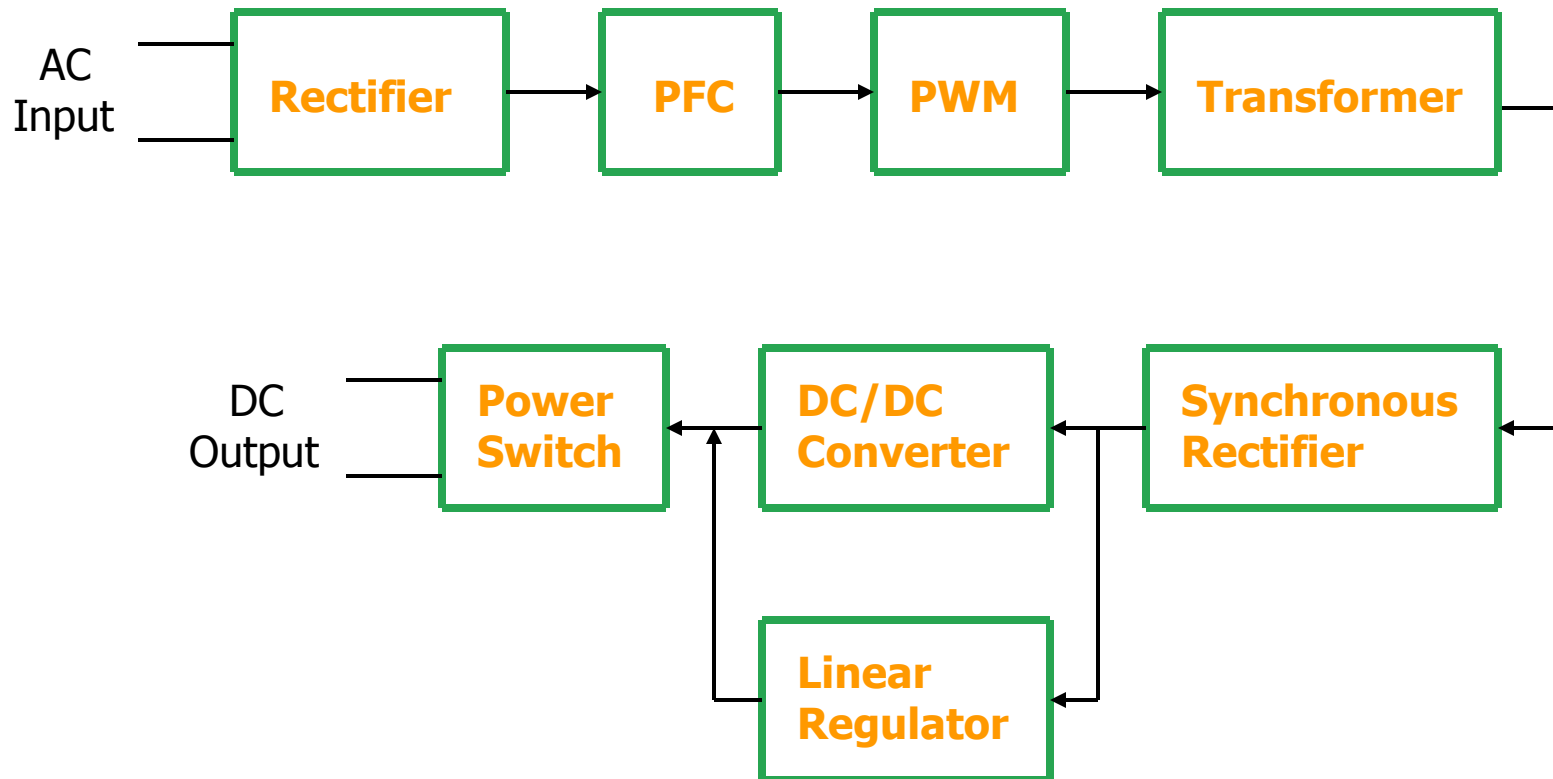 AC
Input
Rectifier
PFC
PWM
Transformer
DC
Output
Power
Switch
DC/DC
Converter
Synchronous
Rectifier
Linear
Regulator